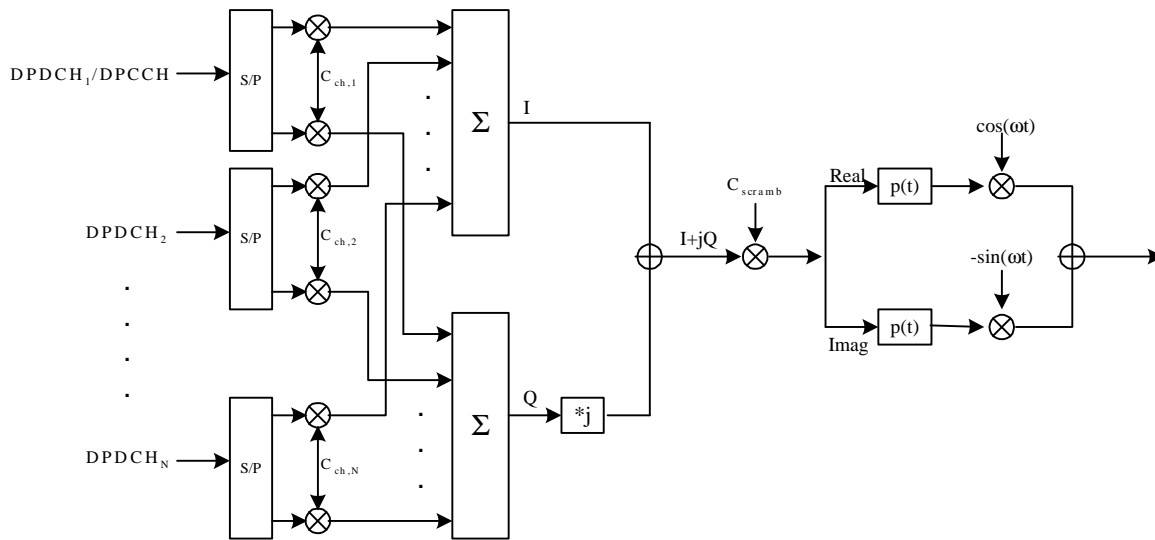 DPDCH1/DPCCH
S/P
Cch,1
Σ
I
DPDCH2
S/P
Cch,2
Cscramb
I+jQ
Real
p(t)
cos(ωt)
-sin(ωt)
Imag
p(t)
DPDCHN
S/P
Cch,N
Σ
Q
*j